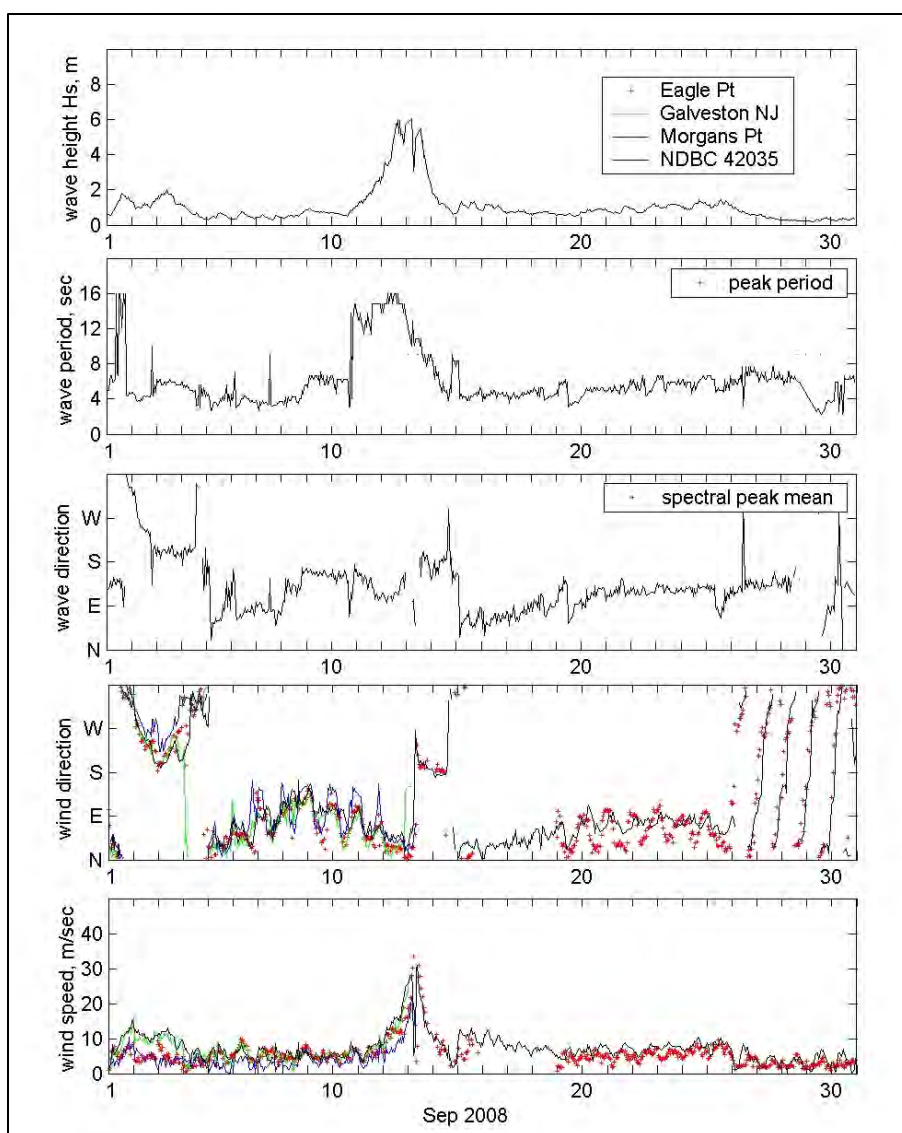 wave height Hs, m
8
6
4
2
0
Eagle Pt
Galveston NJ
Morgans Pt
NDBC 42035
1 10 20 30
wave period, sec
16
12
8
4
0
peak period
1 10 20 30
wave direction
W
S
E
N
spectral peak mean
1 10 20 30
wind direction
W
S
E
N
1 10 20 30
wind speed, m/sec
40
30
20
10
0
1 10 20 30
Sep 2008